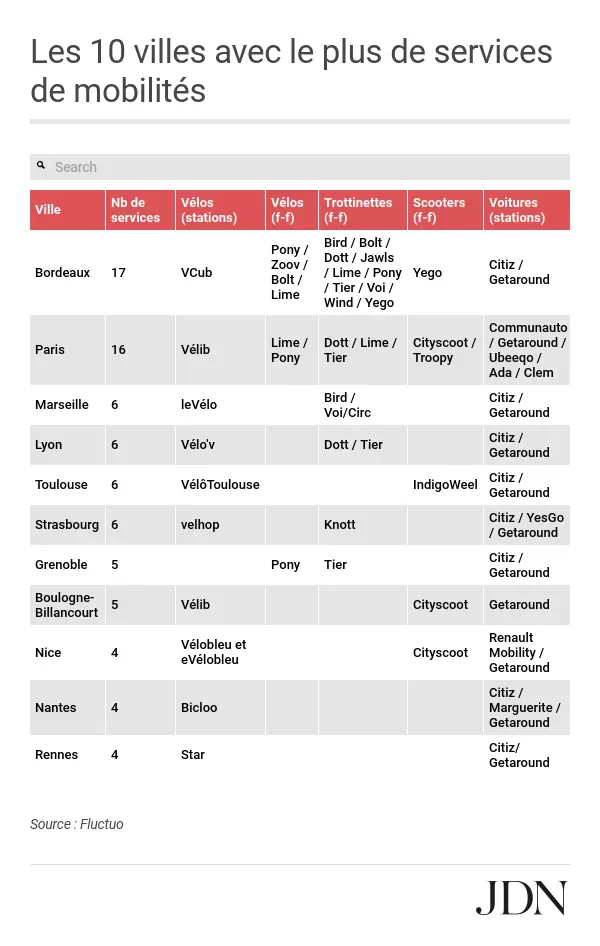 Les 10 villes avec le plus de services
de mobilités
Search
Ville
Nb de
services
Vélos
(stations)
Vélos
(f-f)
Trottinettes
(f-f)
Scooters
(f-f)
Voitures
(stations)
Bordeaux
17
VCub
Pony /
Zoov /
Bolt /
Lime
Bird / Bolt /
Dott / Jawls
/ Lime / Pony
/ Tier / Voi /
Wind / Yego
Yego
Citiz /
Getaround
Paris
16
Vélib
Lime /
Pony
Dott / Lime /
Tier
Cityscoot /
Troopy
Communauto
/ Getaround /
Ubeeqo /
Ada / Clem
Marseille
6
leVélo
Bird /
Voi/Circ
Citiz /
Getaround
Lyon
6
Vélo'v
Dott / Tier
Citiz /
Getaround
Toulouse
6
VélôToulouse
IndigoWeel
Citiz /
Getaround
Strasbourg
6
velhop
Knott
Citiz / YesGo
/ Getaround
Grenoble
5
Pony
Tier
Citiz /
Getaround
Boulogne-
Billancourt
5
Vélib
Cityscoot
Getaround
Nice
4
Vélobleu et
eVélobleu
Cityscoot
Renault
Mobility /
Getaround
Nantes
4
Bicloo
Citiz /
Marguerite /
Getaround
Rennes
4
Star
Citiz/
Getaround
Source : Fluctuo
JDN